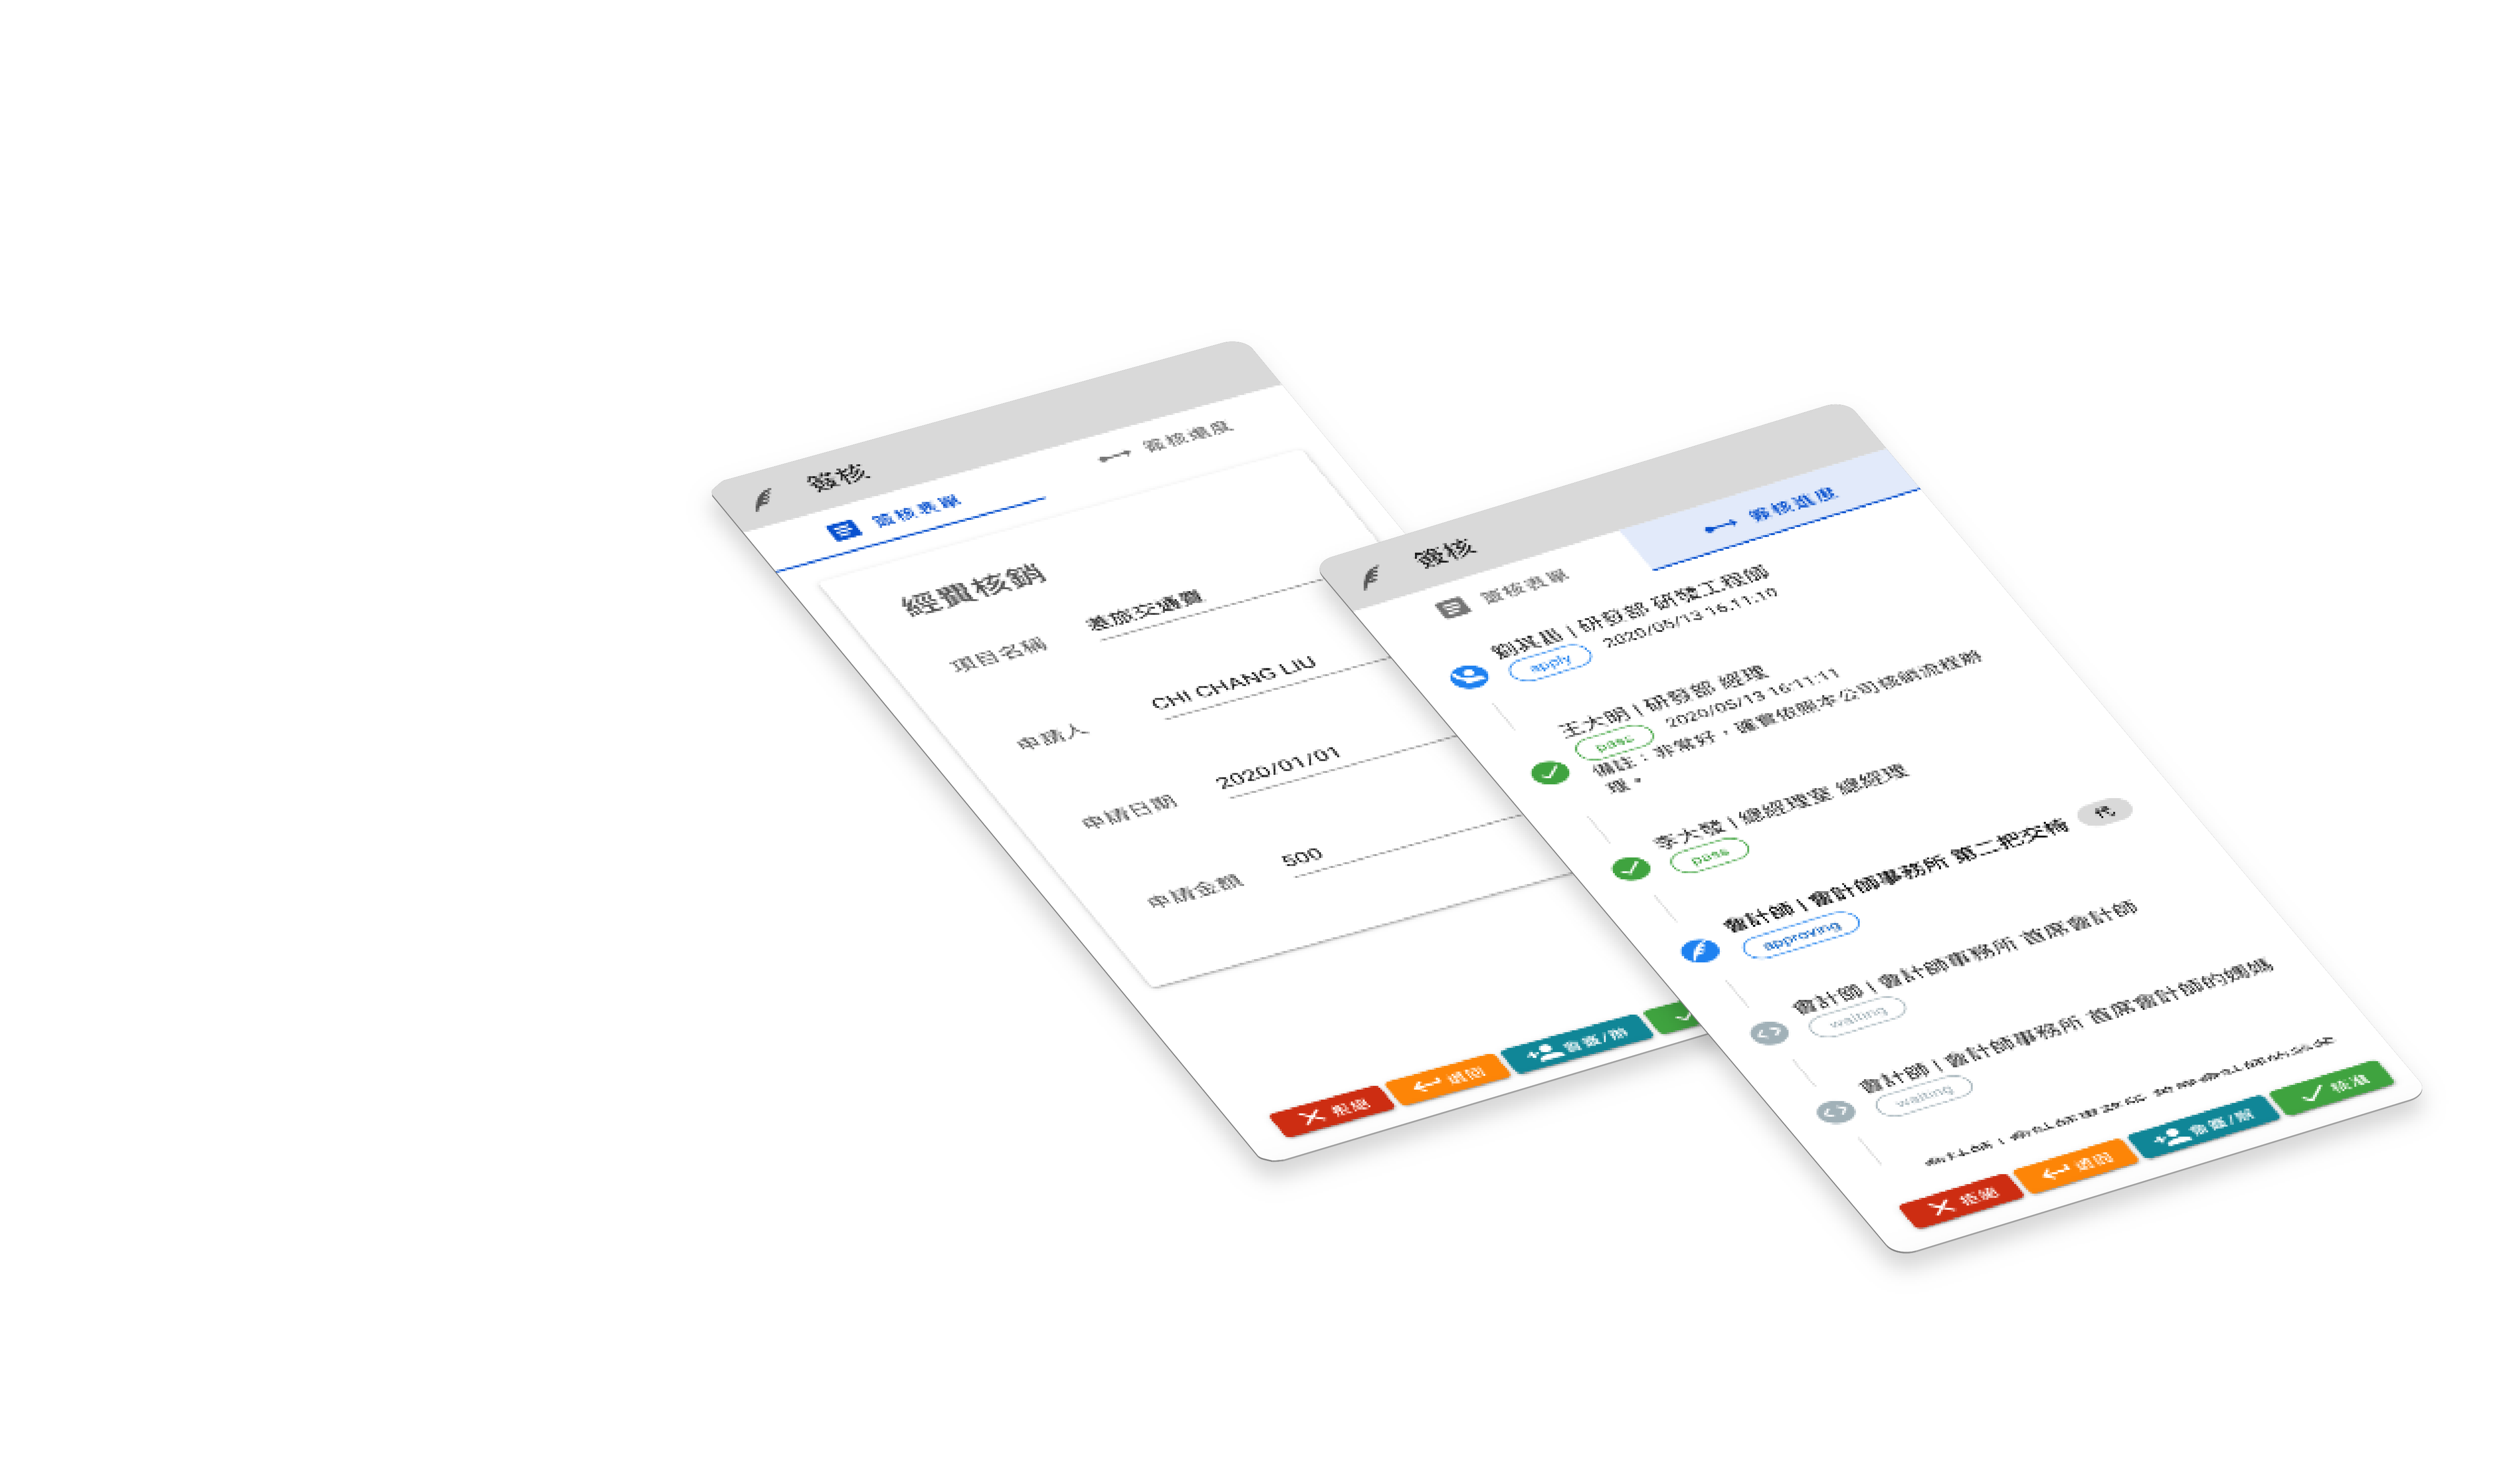 簽核
簽核表單
簽核進度
經費核銷
項目名稱
差旅交通費
申請人
CHI CHANG LIU
申請日期
2020/01/01
申請金額
500
拒絕
退回
會簽/辦
簽核
簽核表單
簽核進度
研發部 研發工程師
apply
2020/05/13 16:11:10
王大明 | 研發部 經理
pass
2020/05/13 16:11:11
備註：非常好，確實依照本公司核銷流程辦
理。
李大發 | 總經理室 總經理
pass
會計師 | 會計師事務所 第二把交椅
代
approving
會計師 | 會計師事務所 首席會計師
waiting
會計師 | 會計師事務所 首席會計師的媽媽
waiting
拒絕
退回
會簽/辦
核准